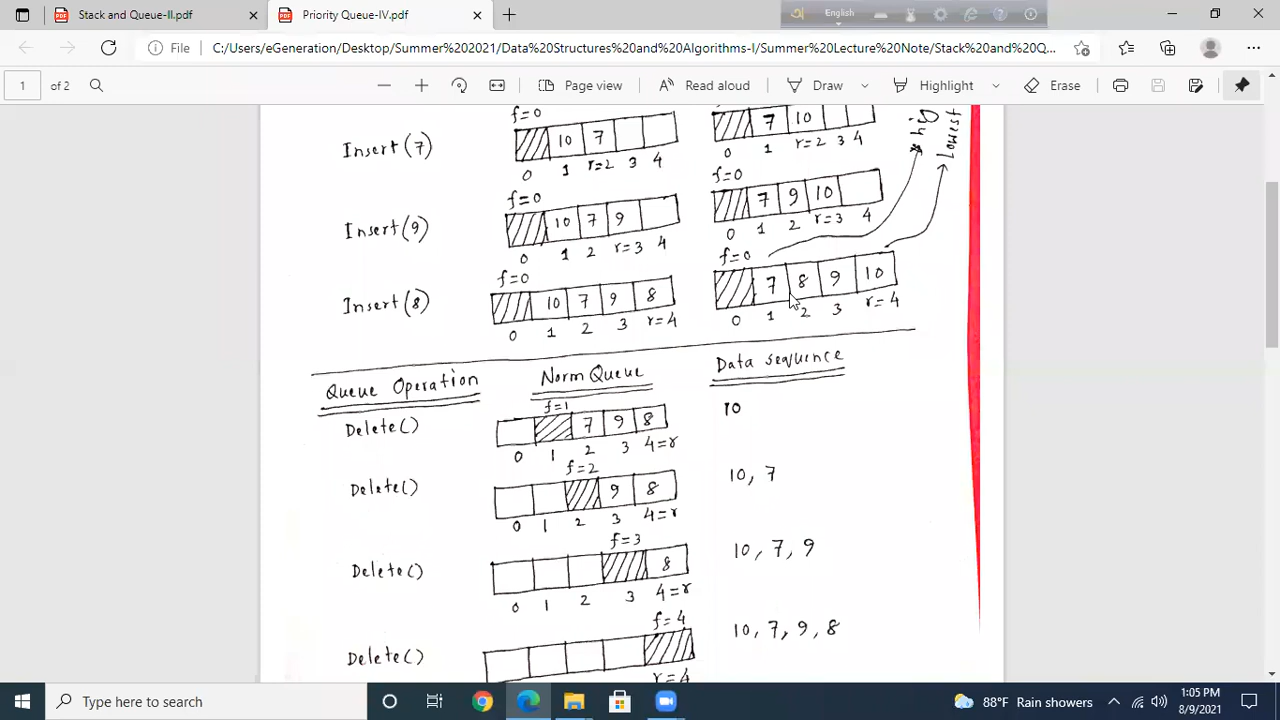 Stack and Queue-II.pdf
Priority Queue-IV.pdf
English
File
C:/Users/eGeneration/Desktop/Summer%202021/Data%20Structures%20and%20Algorithms-I/Summer%20Lecture%20Note/Stack%20and%20Q...
1 of 2
Page view
Read aloud
Draw
Highlight
Erase
Insert(7)
f=0
10 7
0 1 r=2 3 4
7 10
0 1 r=2 3 4
Lowest
Insert(9)
f=0
10 7 9
0 1 2 r=3 4
f=0
7 9 10
0 1 2 r=3 4
Insert(8)
f=0
10 7 9 8
0 1 2 3 r=4
f=0
7 8 9 10
0 1 2 3 r=4
Queue Operation
Norm Queue
Data sequence
Delete()
f=1
7 9 8
0 1 2 3 4=r
10
Delete()
f=2
9 8
0 1 2 3 4=r
10, 7
Delete()
f=3
8
0 1 2 3 4=r
10, 7, 9
Delete()
f=4
r=4
10, 7, 9, 8
Type here to search
88°F Rain showers
1:05 PM
8/9/2021